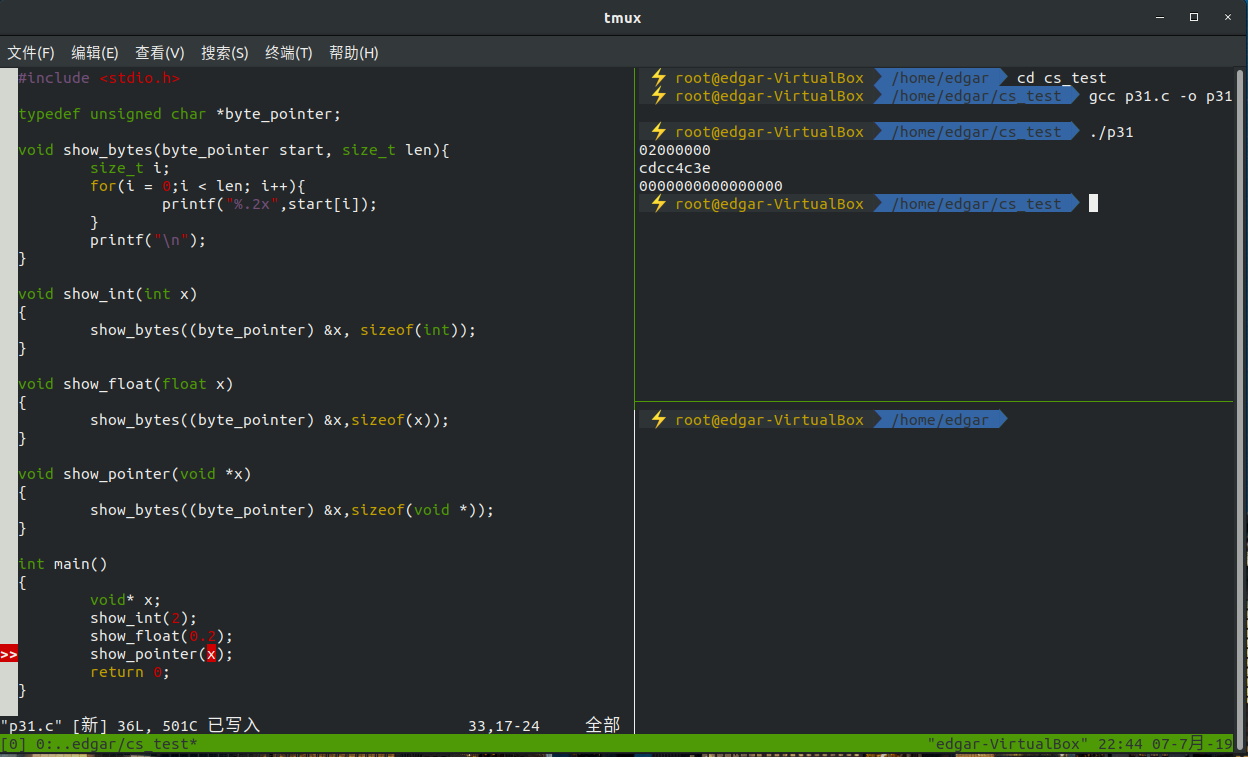 tmux
文件(F) 编辑(E) 查看(V) 搜索(S) 终端(T) 帮助(H)
#include <stdio.h>
typedef unsigned char *byte_pointer;
void show_bytes(byte_pointer start, size_t len){
size_t i;
for(i = 0;i < len; i++){
printf("%.2x",start[i]);
}
printf("\n");
}
void show_int(int x)
{
show_bytes((byte_pointer) &x, sizeof(int));
}
void show_float(float x)
{
show_bytes((byte_pointer) &x,sizeof(x));
}
void show_pointer(void *x)
{
show_bytes((byte_pointer) &x,sizeof(void *));
}
int main()
{
void* x;
show_int(2);
show_float(0.2);
>> show_pointer(x);
return 0;
}
"p31.c" [新] 36L, 501C 已写入 33,17-24 全部
⚡ root@edgar-VirtualBox /home/edgar cd cs_test
⚡ root@edgar-VirtualBox /home/edgar/cs_test gcc p31.c -o p31
⚡ root@edgar-VirtualBox /home/edgar/cs_test ./p31
02000000
cdcc4c3e
0000000000000000
⚡ root@edgar-VirtualBox /home/edgar/cs_test
⚡ root@edgar-VirtualBox /home/edgar
[0] 0:..edgar/cs_test* "edgar-VirtualBox" 22:44 07-7月-19